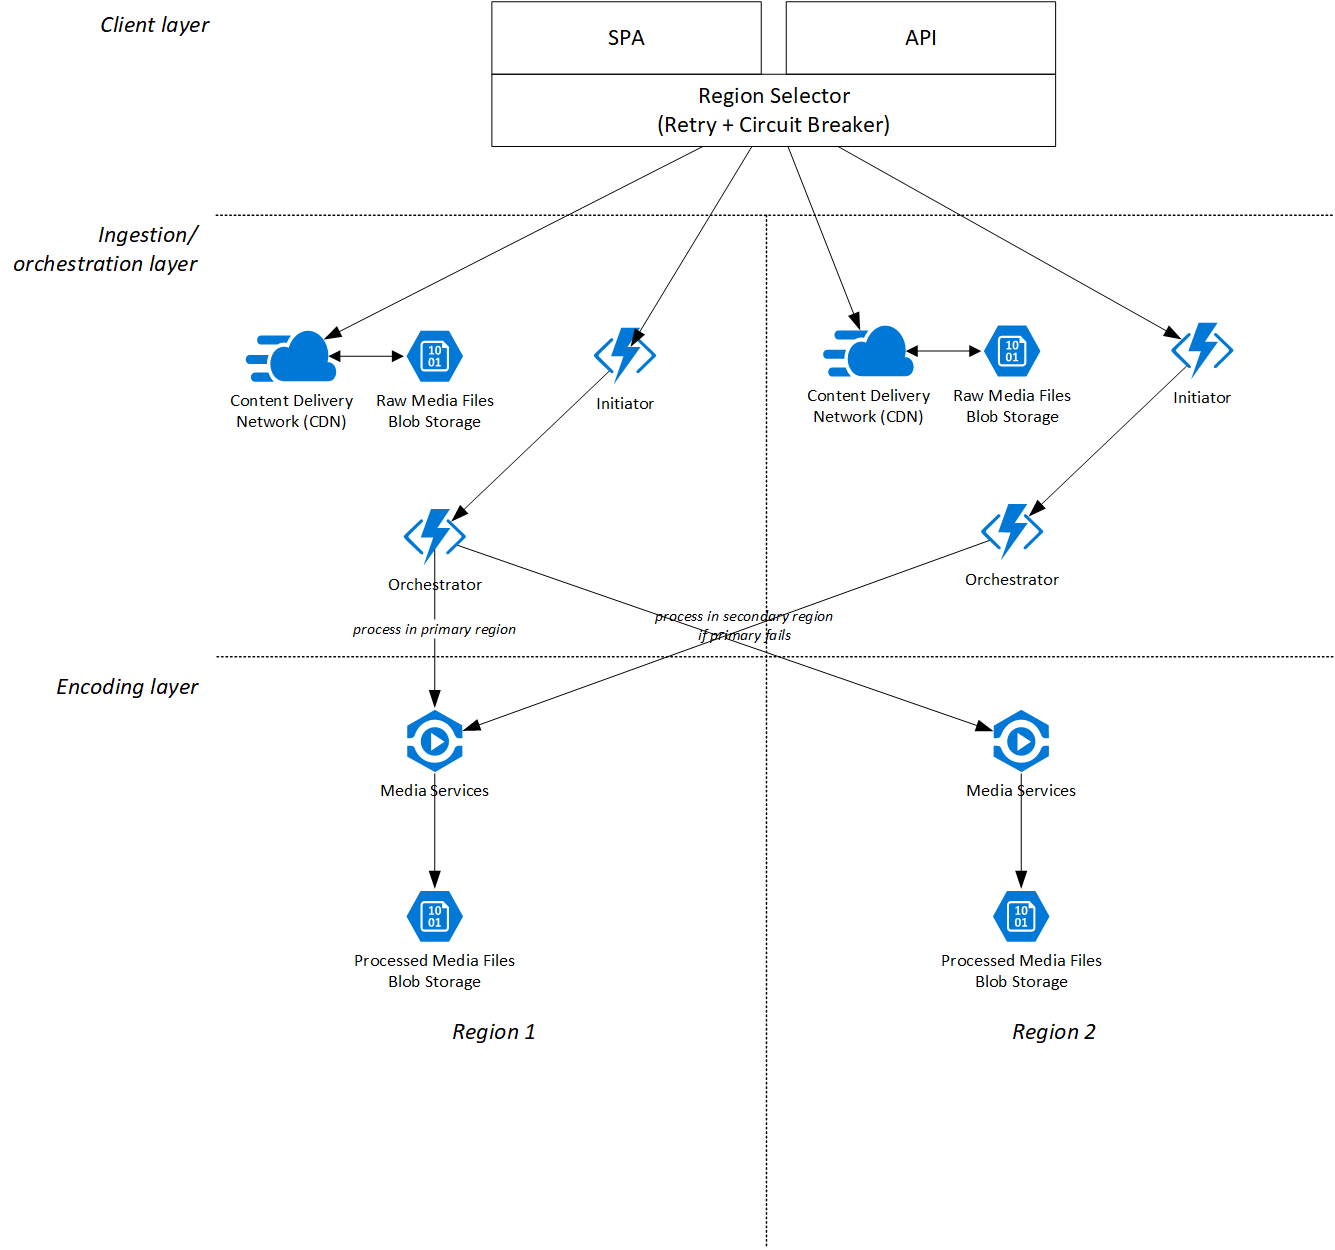 Client layer
SPA
API
Region Selector
(Retry + Circuit Breaker)
Ingestion/
orchestration layer
Content Delivery
Network (CDN)
10
01
Raw Media Files
Blob Storage
Initiator
Content Delivery
Network (CDN)
10
01
Raw Media Files
Blob Storage
Initiator
Orchestrator
Orchestrator
process in primary region
process in secondary region
if primary fails
Encoding layer
Media Services
Media Services
10
01
Processed Media Files
Blob Storage
10
01
Processed Media Files
Blob Storage
Region 1
Region 2